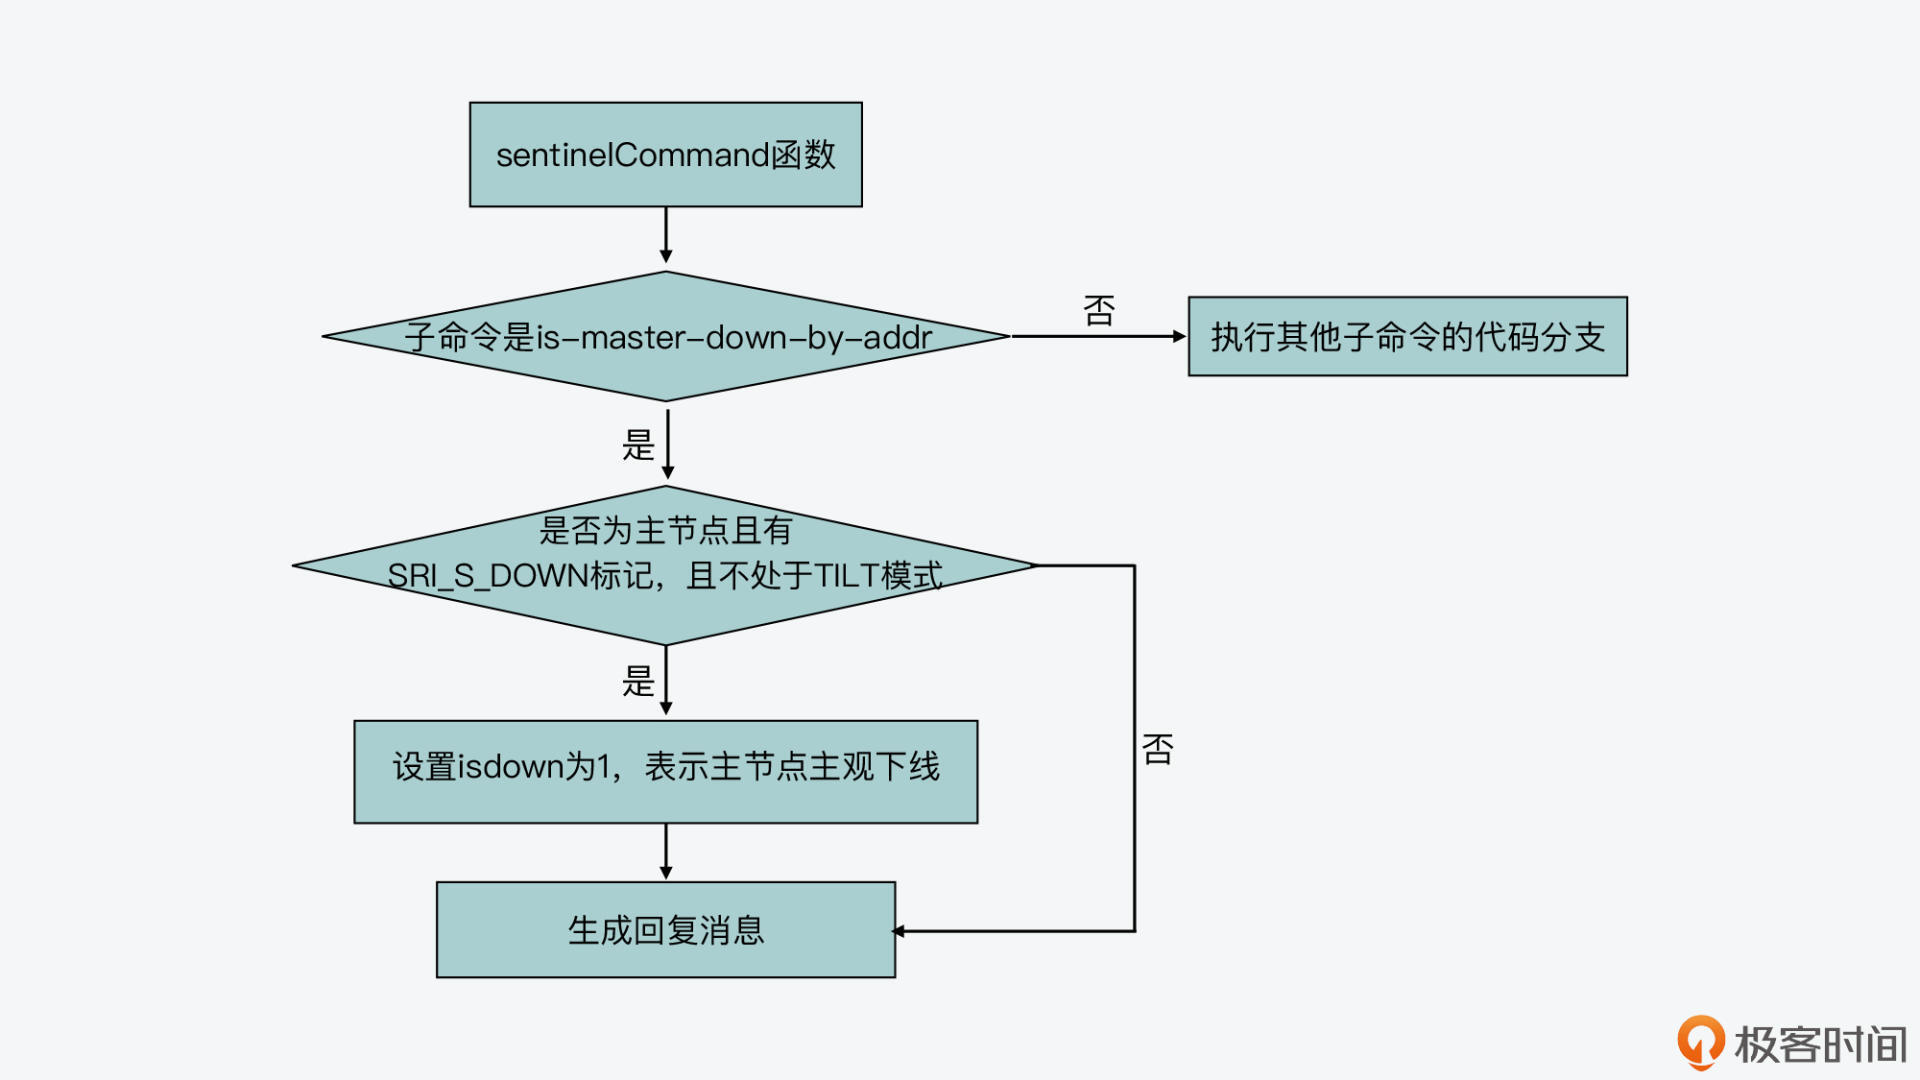 sentinelCommand函数
子命令是is-master-down-by-addr
否
执行其他子命令的代码分支
是
是否为主节点且有
SRI_S_DOWN标记，且不处于TILT模式
是
否
设置isdown为1，表示主节点主观下线
生成回复消息
极客时间